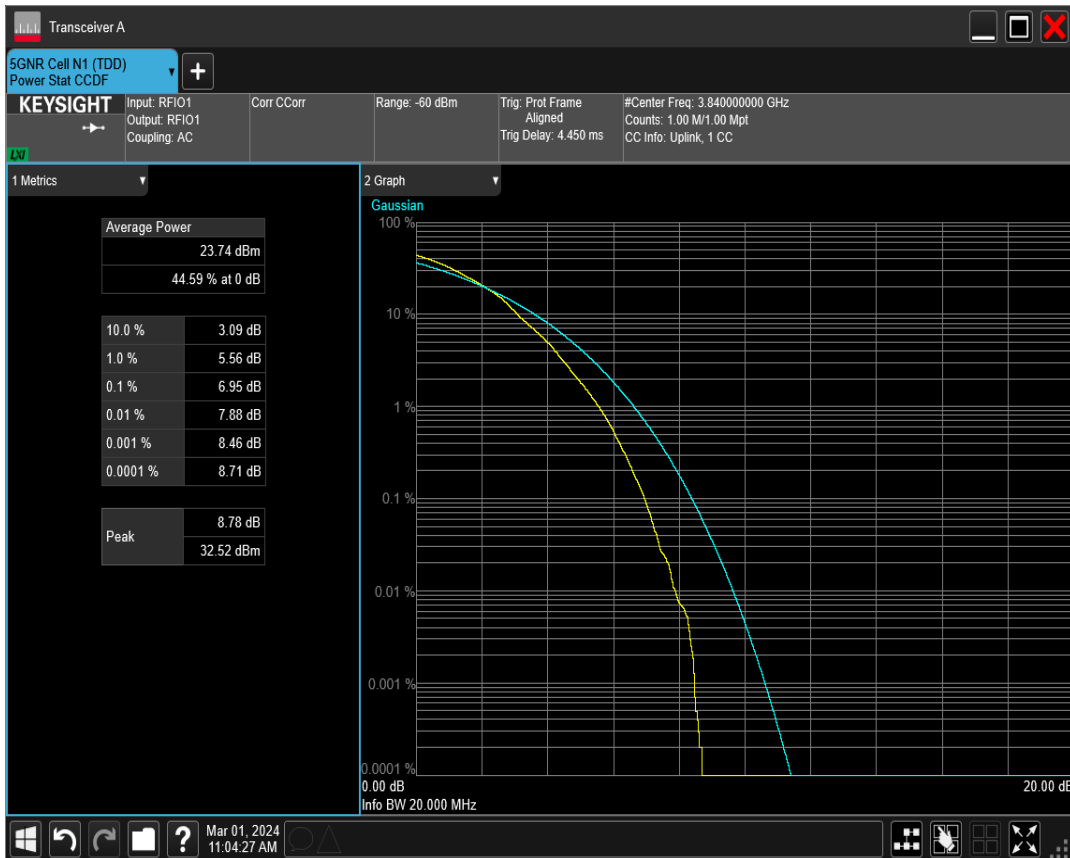 Transceiver A
5GNR Cell N1 (TDD)
Power Stat CCDF
+
KEYSIGHT
LXI
Input: RFIO1
Output: RFIO1
Coupling: AC
Corr CCorr
Range: -60 dBm
Trig: Prot Frame
Aligned
Trig Delay: 4.450 ms
#Center Freq: 3.840000000 GHz
Counts: 1.00 M/1.00 Mpt
CC Info: Uplink, 1 CC
1 Metrics
Average Power
23.74 dBm
44.59 % at 0 dB
10.0 % 3.09 dB
1.0 % 5.56 dB
0.1 % 6.95 dB
0.01 % 7.88 dB
0.001 % 8.46 dB
0.0001 % 8.71 dB
Peak
8.78 dB
32.52 dBm
2 Graph
Gaussian
100 %
10 %
1 %
0.1 %
0.01 %
0.001 %
0.0001 %
0.00 dB 20.00 dB
Info BW 20.000 MHz
?
Mar 01, 2024
11:04:27 AM